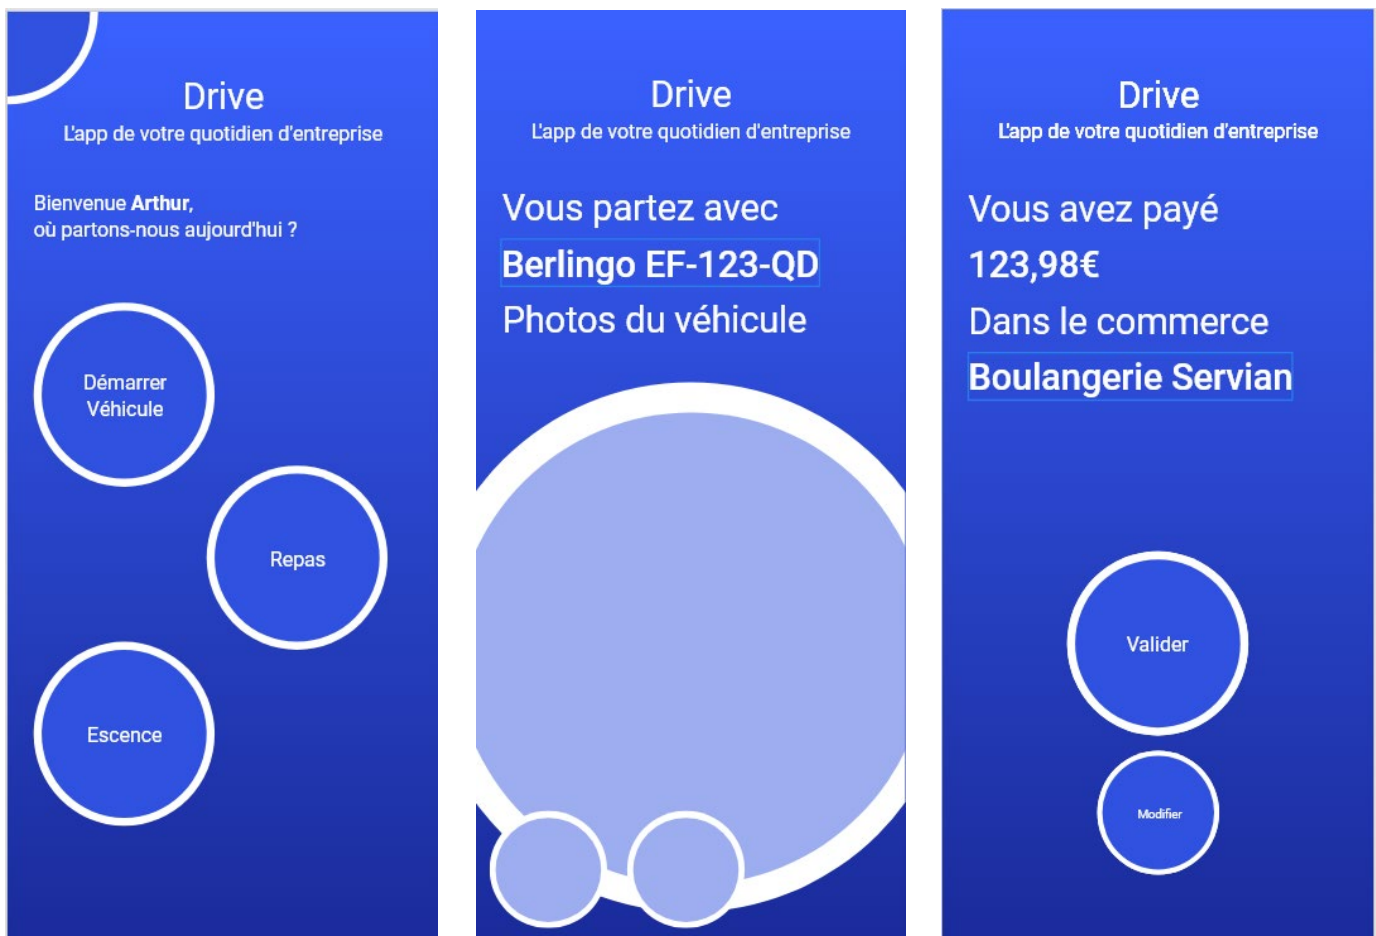 Drive
L'app de votre quotidien d'entreprise
Bienvenue Arthur,
où partons-nous aujourd'hui ?
Démarrer
Véhicule
Repas
Escence
Drive
L'app de votre quotidien d'entreprise
Vous partez avec
Berlingo EF-123-QD
Photos du véhicule
Drive
L'app de votre quotidien d'entreprise
Vous avez payé
123,98€
Dans le commerce
Boulangerie Servian
Valider
Modifier